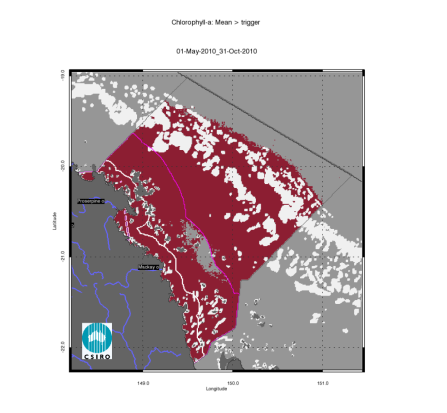 Chlorophyll-a: Mean > trigger
01-May-2010_31-Oct-2010
-19.0
-20.0
Proserpine
Latitude
-21.0
Mackay
CSIRO
-22.0
149.0 150.0 151.0
Longitude